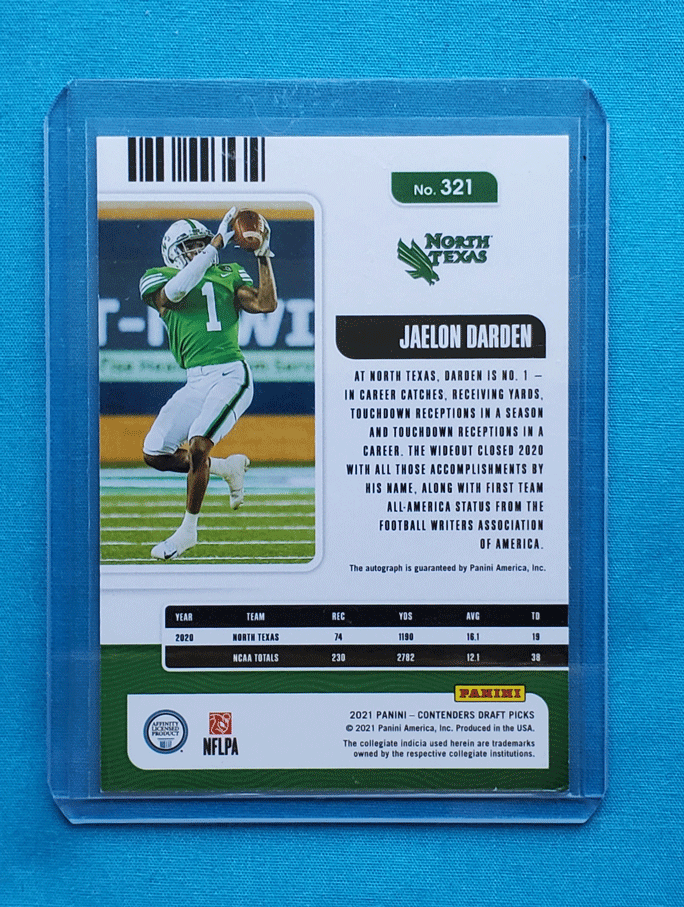 No. 321
NORTH
TEXAS
1
T-N WI
JAELON DARDEN
AT NORTH TEXAS, DARDEN IS NO. 1 –
IN CAREER CATCHES, RECEIVING YARDS,
TOUCHDOWN RECEPTIONS IN A SEASON
AND TOUCHDOWN RECEPTIONS IN A
CAREER. THE WIDEOUT CLOSED 2020
WITH ALL THOSE ACCOMPLISHMENTS BY
HIS NAME, ALONG WITH FIRST TEAM
ALL-AMERICA STATUS FROM THE
FOOTBALL WRITERS ASSOCIATION
OF AMERICA.
The autograph is guaranteed by Panini America, Inc.
YEAR TEAM REC YDS AVG TD
2020 NORTH TEXAS 74 1190 16.1 19
NCAA TOTALS 230 2782 12.1 38
PANINI
AFFINITY
LICENSED
PRODUCT
NFLPA
2021 PANINI – CONTENDERS DRAFT PICKS
© 2021 Panini America, Inc. Produced in the USA.
The collegiate indicia used herein are trademarks
owned by the respective collegiate institutions.